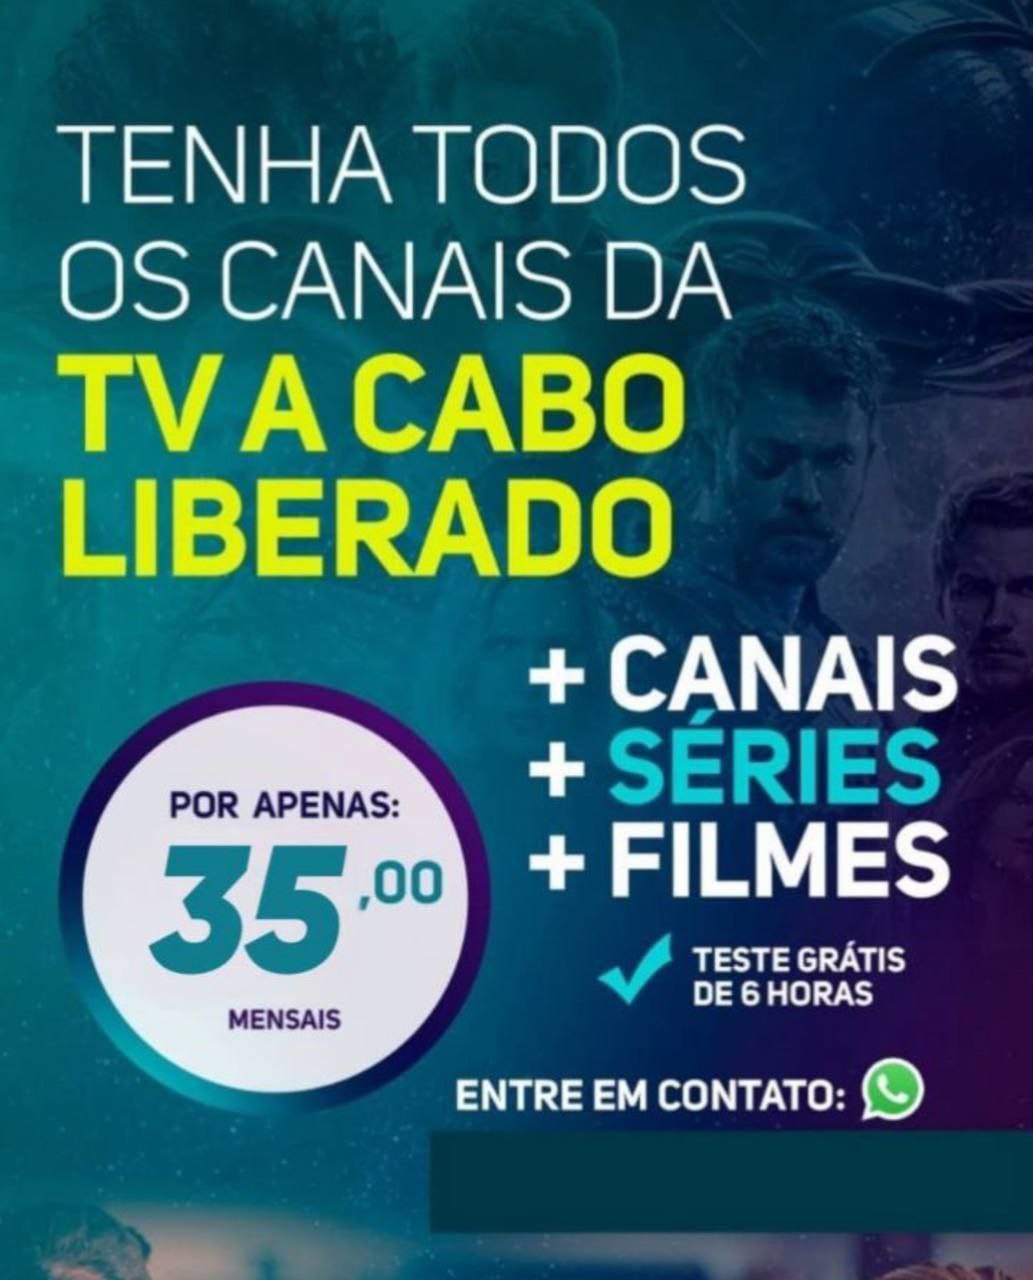 TENHA TODOS
OS CANAIS DA
TV A CABO
LIBERADO
+ CANAIS
+ SÉRIES
+ FILMES
POR APENAS:
35,00
MENSAIS
TESTE GRÁTIS
DE 6 HORAS
ENTRE EM CONTATO: